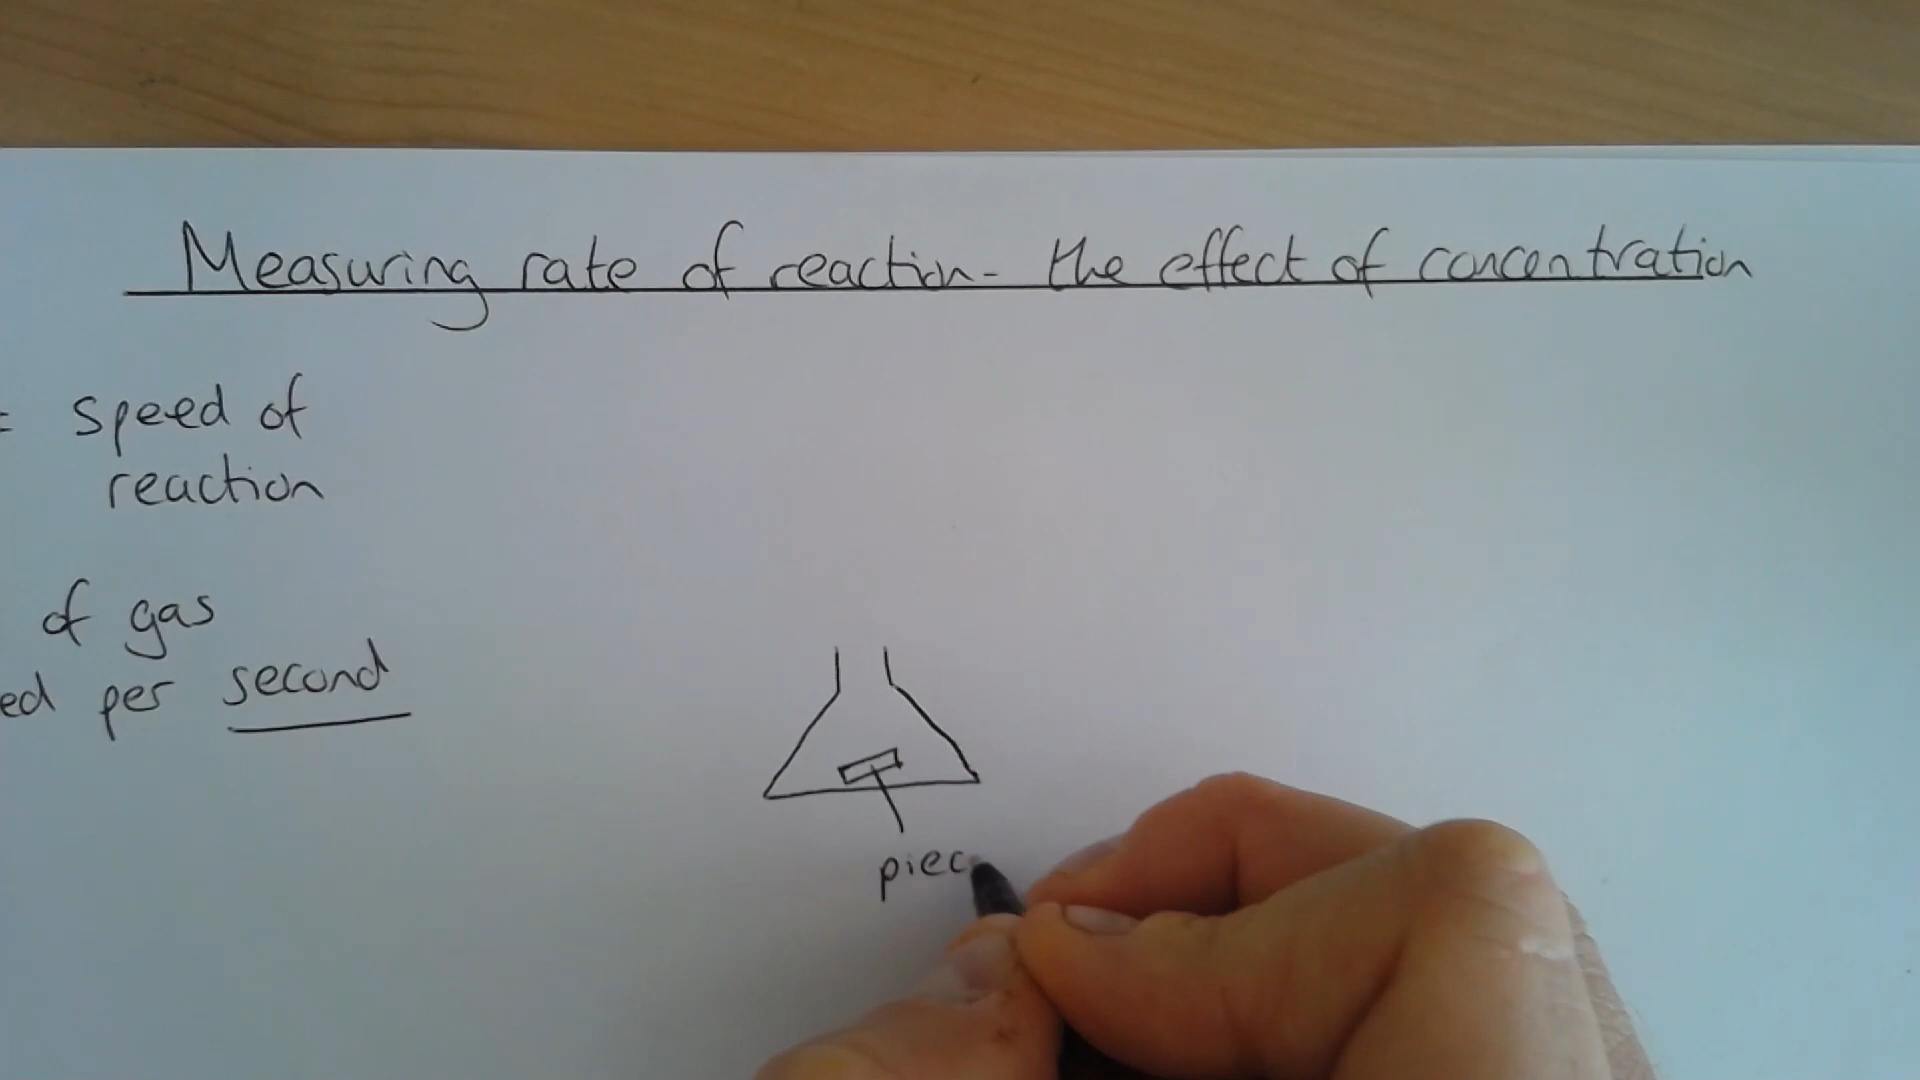 Measuring rate of reaction - the effect of concentration
= speed of
reaction
of gas
ed per second
piec